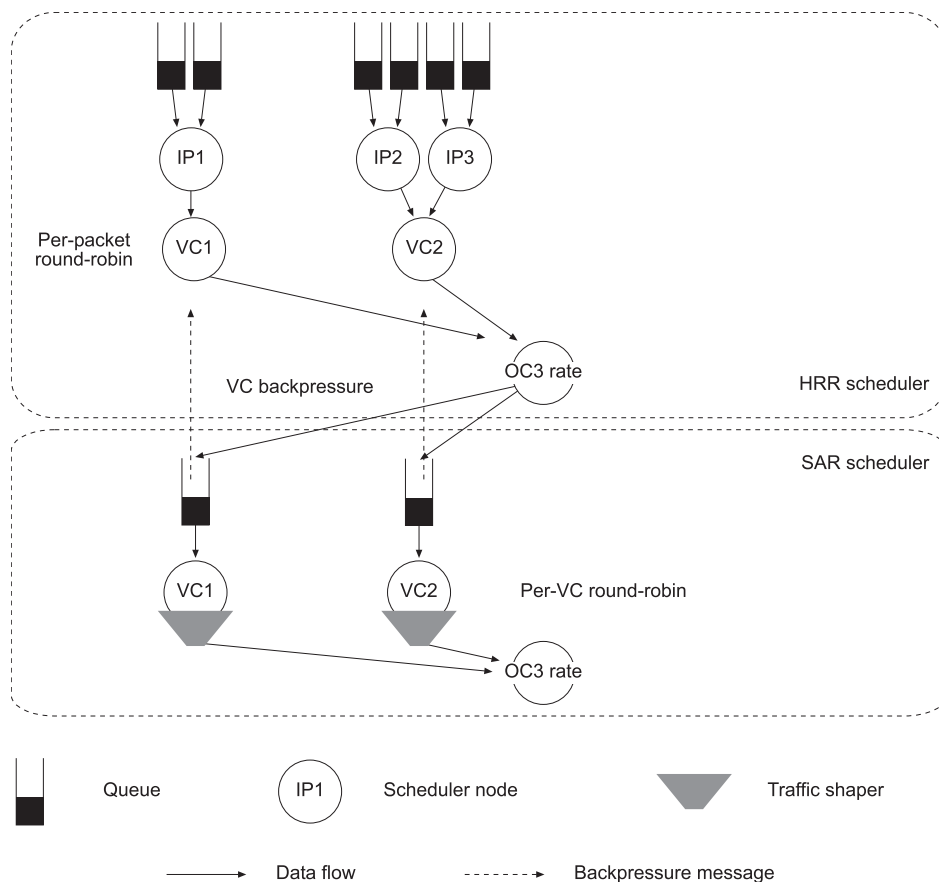 IP1
IP2
IP3
Per-packet
round-robin
VC1
VC2
OC3 rate
VC backpressure
HRR scheduler
SAR scheduler
VC1
VC2
Per-VC round-robin
OC3 rate
Queue
IP1
Scheduler node
Traffic shaper
Data flow
Backpressure message